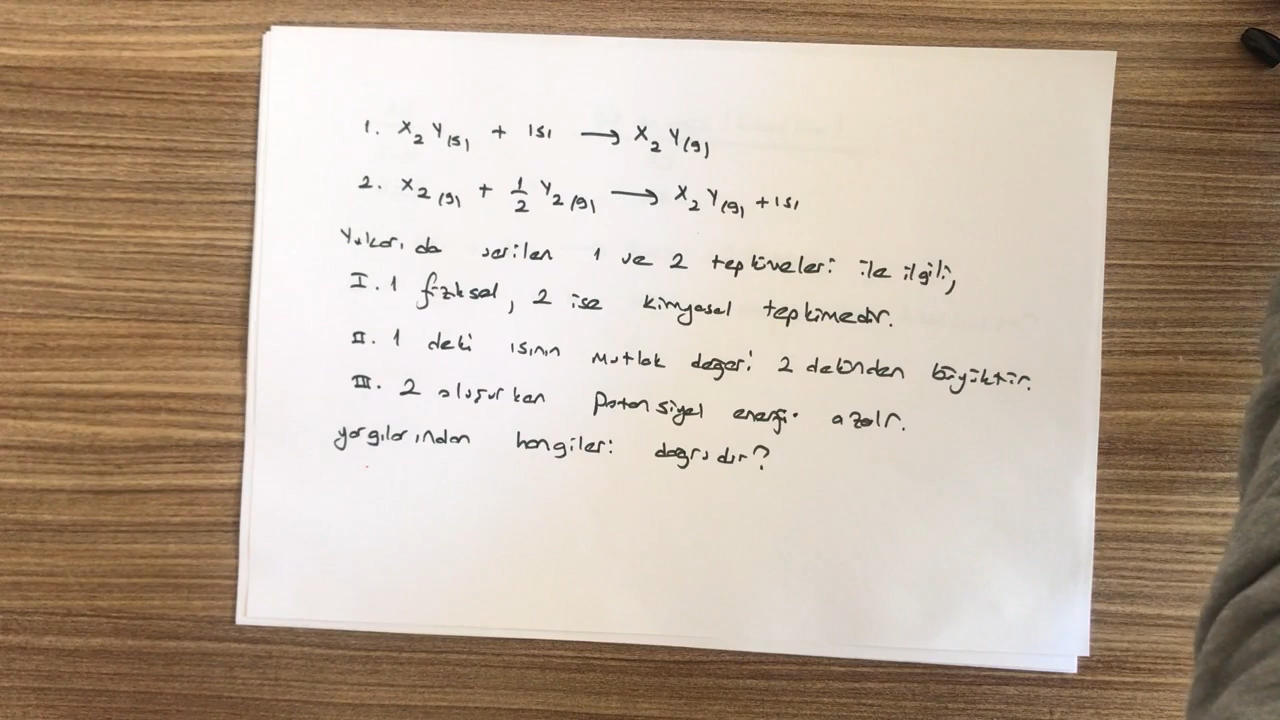 1. X₂Y(s) + ısı → X₂Y(g)
2. X₂(g) + 1/2 Y₂(g) → X₂Y(g) + ısı
Yukarıda verilen 1 ve 2 tepkimeleri ile ilgili,
I. 1 fiziksel, 2 ise kimyasal tepkimedir.
II. 1 deki ısının mutlak değeri 2 dekinden büyüktür.
III. 2 oluşurken potansiyel enerji azalır.
yargılarından hangileri doğrudur?